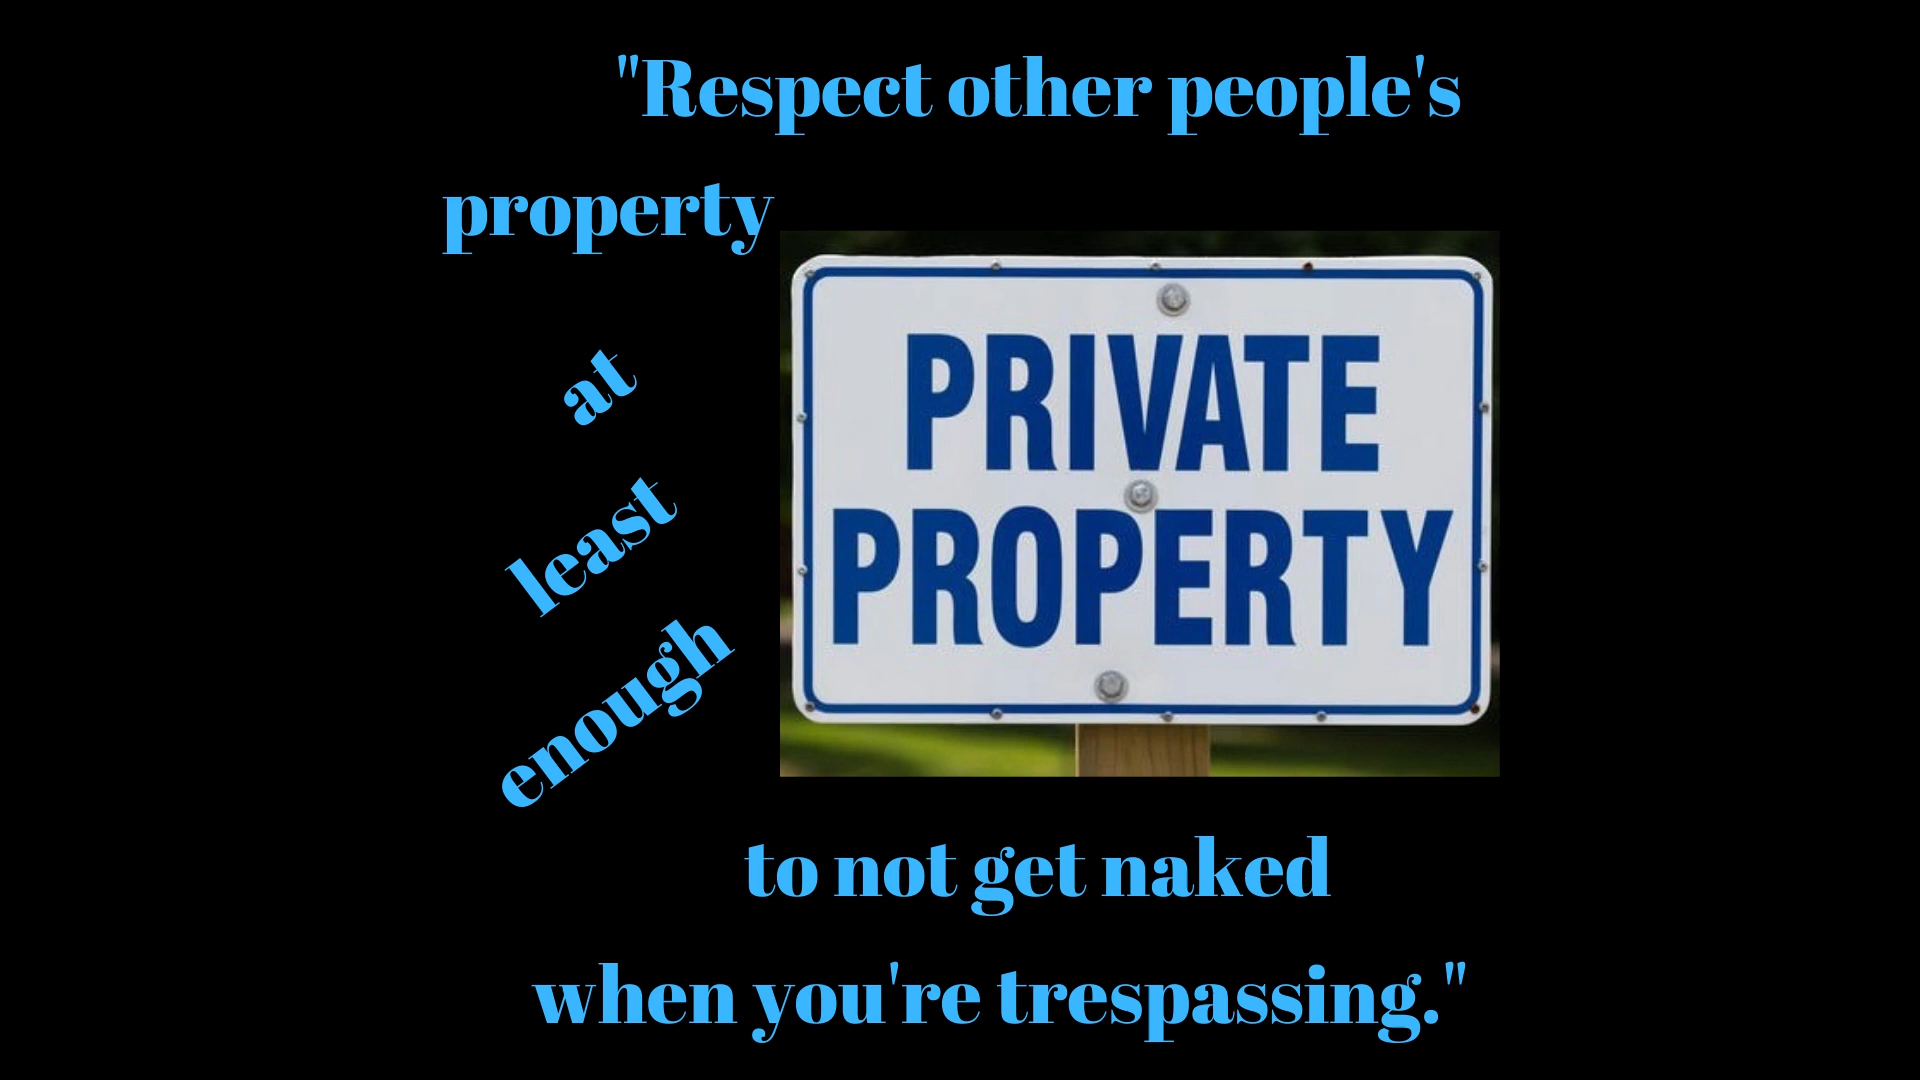 "Respect other people's
property
PRIVATE
PROPERTY
at
least
enough
to not get naked
when you're trespassing."